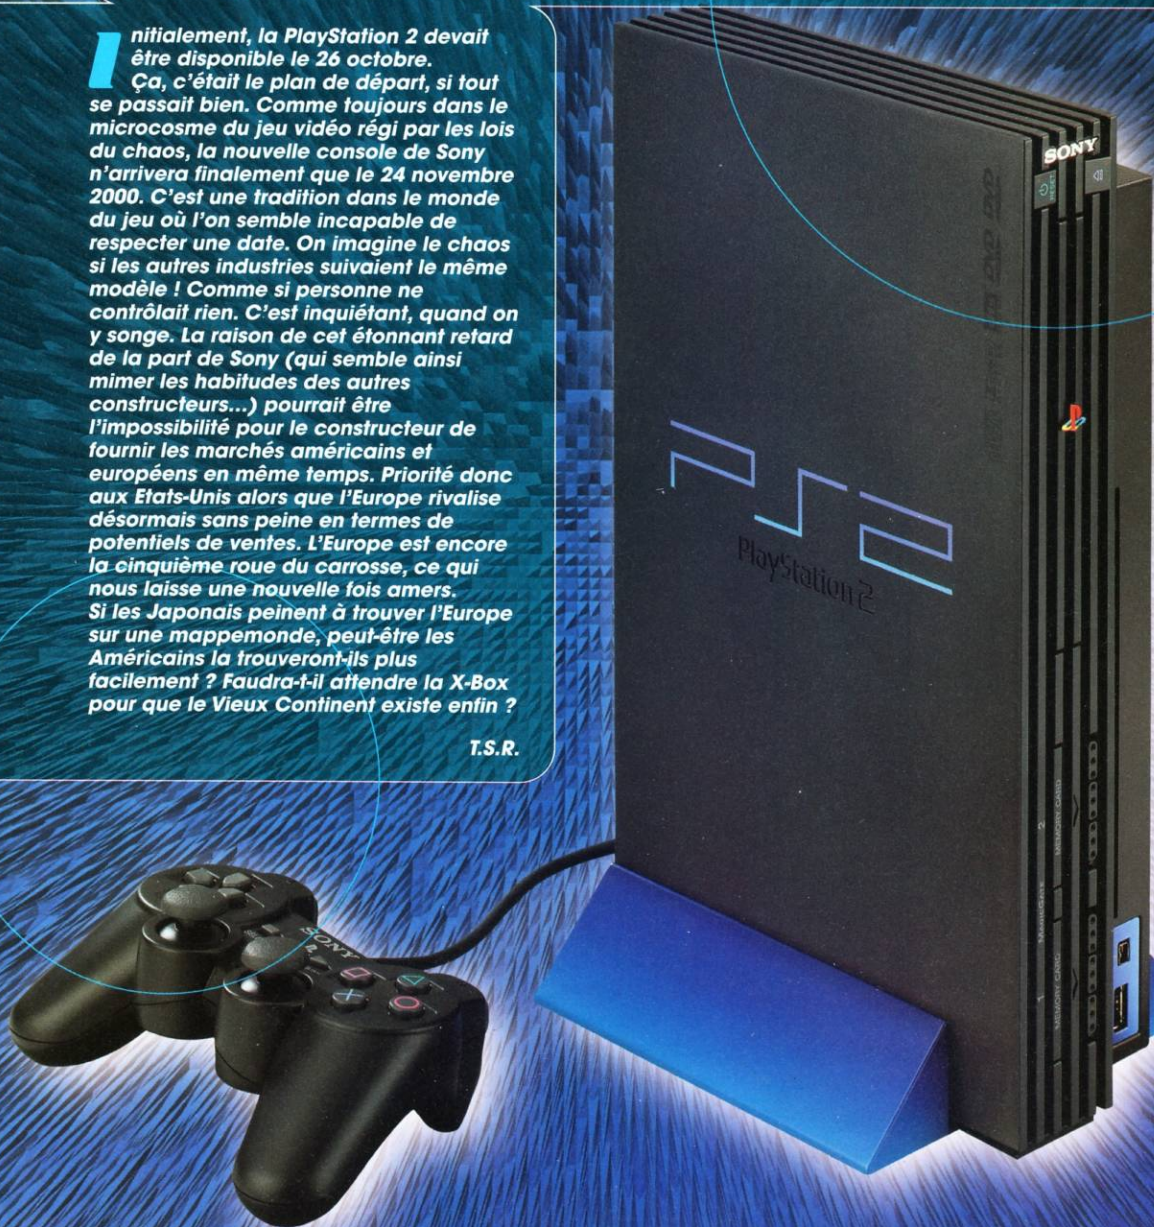 Initialement, la PlayStation 2 devait
être disponible le 26 octobre.
Ça, c'était le plan de départ, si tout
se passait bien. Comme toujours dans le
microcosme du jeu vidéo régi par les lois
du chaos, la nouvelle console de Sony
n'arrivera finalement que le 24 novembre
2000. C'est une tradition dans le monde
du jeu où l'on semble incapable de
respecter une date. On imagine le chaos
si les autres industries suivaient le même
modèle ! Comme si personne ne
contrôlait rien. C'est inquiétant, quand on
y songe. La raison de cet étonnant retard
de la part de Sony (qui semble ainsi
mimer les habitudes des autres
constructeurs...) pourrait être
l'impossibilité pour le constructeur de
fournir les marchés américains et
européens en même temps. Priorité donc
aux Etats-Unis alors que l'Europe rivalise
désormais sans peine en termes de
potentiels de ventes. L'Europe est encore
la cinquième roue du carrosse, ce qui
nous laisse une nouvelle fois amers.
Si les Japonais peinent à trouver l'Europe
sur une mappemonde, peut-être les
Américains la trouveront-ils plus
facilement ? Faudra-t-il attendre la X-Box
pour que le Vieux Continent existe enfin ?
T.S.R.
SONY
RESET
PS2
PlayStation 2
MEMORY CARD
2
MagicGate
MEMORY CARD
1
SONY